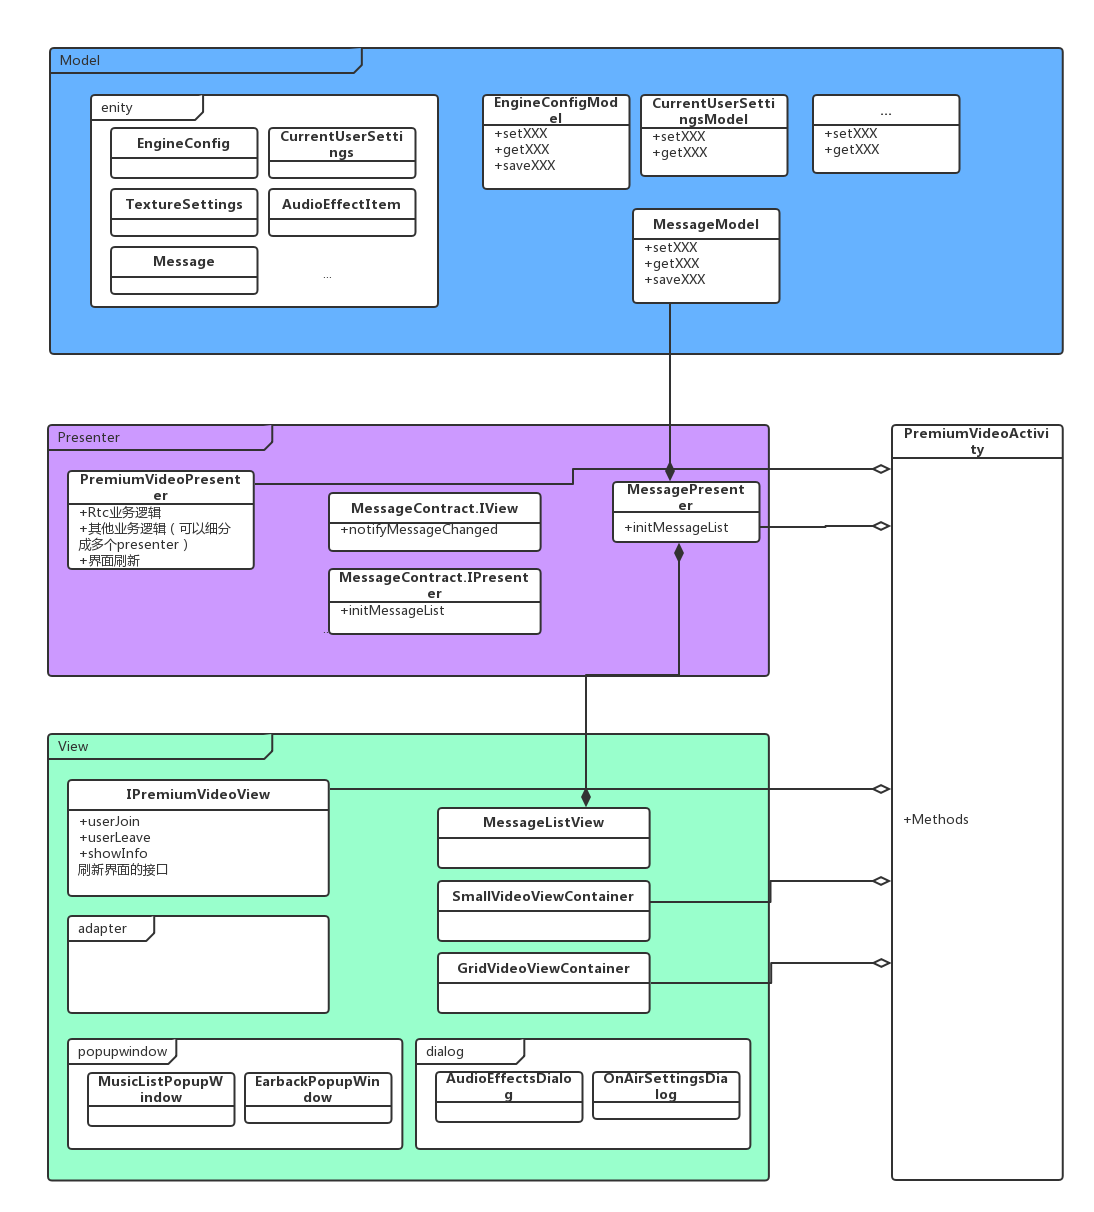 Model
enity
EngineConfig
CurrentUserSetti
ngs
TextureSettings
AudioEffectItem
Message
...
EngineConfigMod
el
+setXXX
+getXXX
+saveXXX
CurrentUserSetti
ngsModel
+setXXX
+getXXX
...
+setXXX
+getXXX
MessageModel
+setXXX
+getXXX
+saveXXX
Presenter
PremiumVideoPresent
er
+Rtc业务逻辑
+其他业务逻辑（可以细分
成多个presenter）
+界面刷新
MessageContract.IView
+notifyMessageChanged
MessageContract.IPresent
er
+initMessageList
...
MessagePresent
er
+initMessageList
PremiumVideoActivi
ty
+Methods
View
IPremiumVideoView
+userJoin
+userLeave
+showInfo
刷新界面的接口
MessageListView
SmallVideoViewContainer
GridVideoViewContainer
adapter
popupwindow
MusicListPopupW
indow
EarbackPopupWin
dow
dialog
AudioEffectsDialo
g
OnAirSettingsDia
log